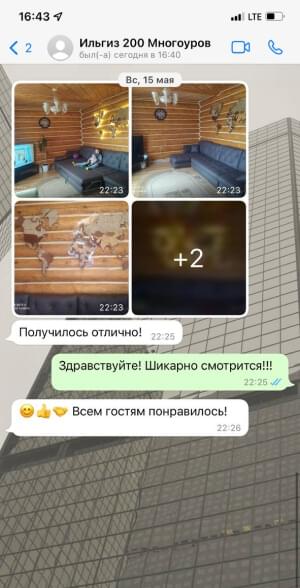 16:43
LTE
2
Ильгиз 200 Многоуров
был(-а) сегодня в 16:40
Вс, 15 мая
22:23
22:23
22:23
+2
Получилось отлично!
22:25
Здравствуйте! Шикарно смотрится!!!
22:25
😀👍🤝 Всем гостям понравилось!
22:26